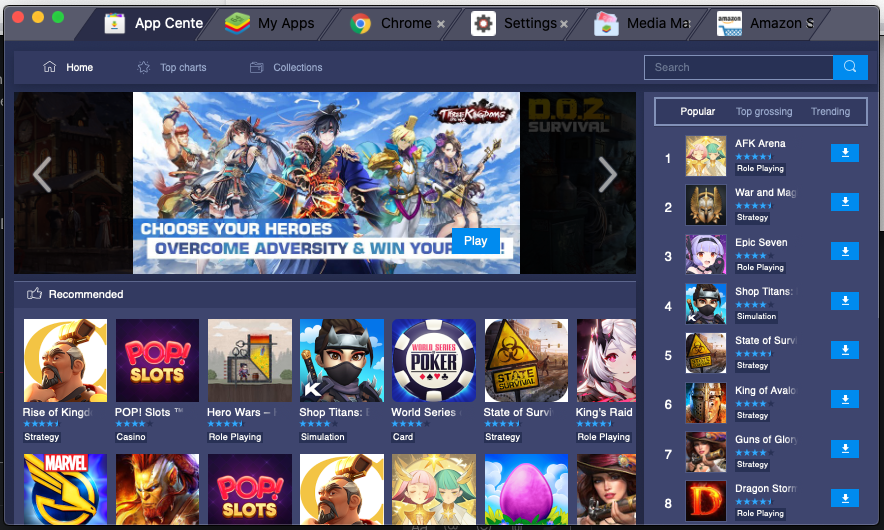 App Cente
My Apps
Chrome
Settings
Media Ma
Amazon S
amazon
Home
Top charts
Collections
Search
THREE KINGDOMS
D.O.Z.
SURVIVAL
CHOOSE YOUR HEROES
OVERCOME ADVERSITY & WIN YOUR
!
Play
Popular
Top grossing
Trending
1
AFK Arena
Role Playing
2
War and Mag
Strategy
3
Epic Seven
Role Playing
4
Shop Titans:
Simulation
5
State of Survi
Strategy
6
King of Avalo
Strategy
7
Guns of Glory
Strategy
8
Dragon Storm
Role Playing
Recommended
POP!
SLOTS
K
WORLD SERIES
POKER
STATE
SURVIVAL
Rise of Kingd
POP! Slots ™
Hero Wars –
Shop Titans: E
World Series
State of Survi
King's Raid
Strategy
Casino
Role Playing
Simulation
Card
Strategy
Role Playing
MARVEL
POP!
SLOTS